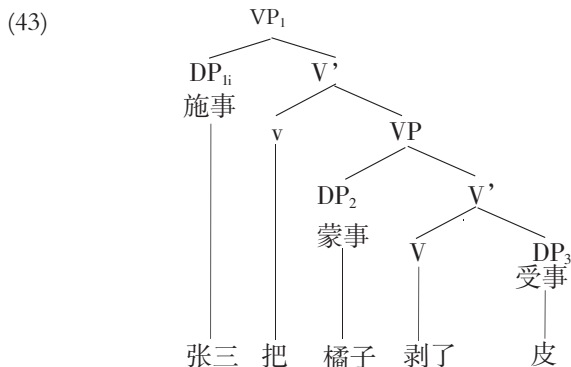 (43)
VP₁
DP₁ᵢ V’
施事
v VP
DP₂ V’
蒙事
V DP₃
受事
张三 把 橘子 剥了 皮